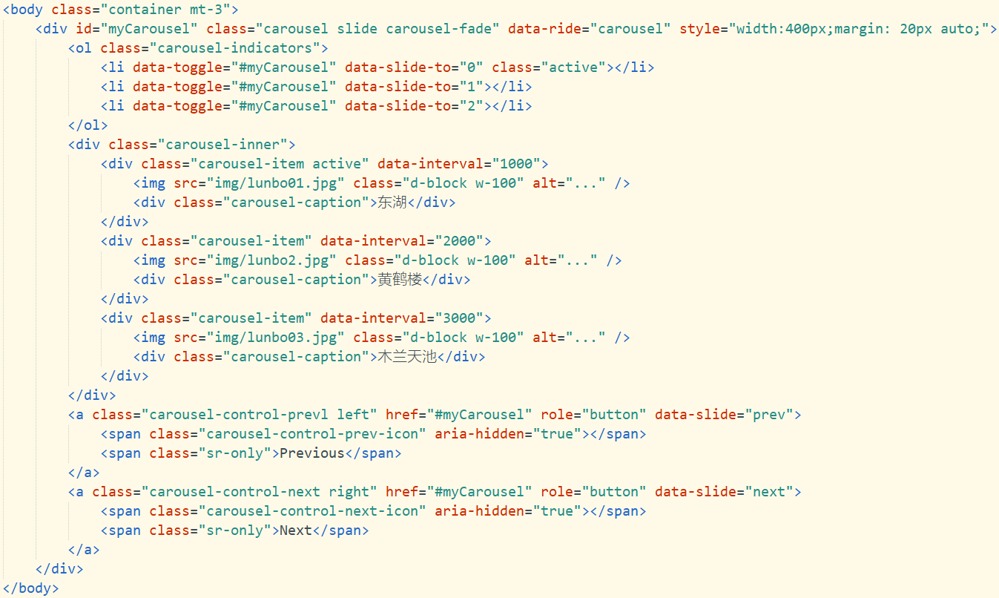 <body class="container mt-3">
    <div id="myCarousel" class="carousel slide carousel-fade" data-ride="carousel" style="width:400px;margin: 20px auto;">
        <ol class="carousel-indicators">
            <li data-toggle="#myCarousel" data-slide-to="0" class="active"></li>
            <li data-toggle="#myCarousel" data-slide-to="1"></li>
            <li data-toggle="#myCarousel" data-slide-to="2"></li>
        </ol>
        <div class="carousel-inner">
            <div class="carousel-item active" data-interval="1000">
                <img src="img/lunbo01.jpg" class="d-block w-100" alt="..." />
                <div class="carousel-caption">东湖</div>
            </div>
            <div class="carousel-item" data-interval="2000">
                <img src="img/lunbo2.jpg" class="d-block w-100" alt="..." />
                <div class="carousel-caption">黄鹤楼</div>
            </div>
            <div class="carousel-item" data-interval="3000">
                <img src="img/lunbo03.jpg" class="d-block w-100" alt="..." />
                <div class="carousel-caption">木兰天池</div>
            </div>
        </div>
        <a class="carousel-control-prevl left" href="#myCarousel" role="button" data-slide="prev">
            <span class="carousel-control-prev-icon" aria-hidden="true"></span>
            <span class="sr-only">Previous</span>
        </a>
        <a class="carousel-control-next right" href="#myCarousel" role="button" data-slide="next">
            <span class="carousel-control-next-icon" aria-hidden="true"></span>
            <span class="sr-only">Next</span>
        </a>
    </div>
</body>